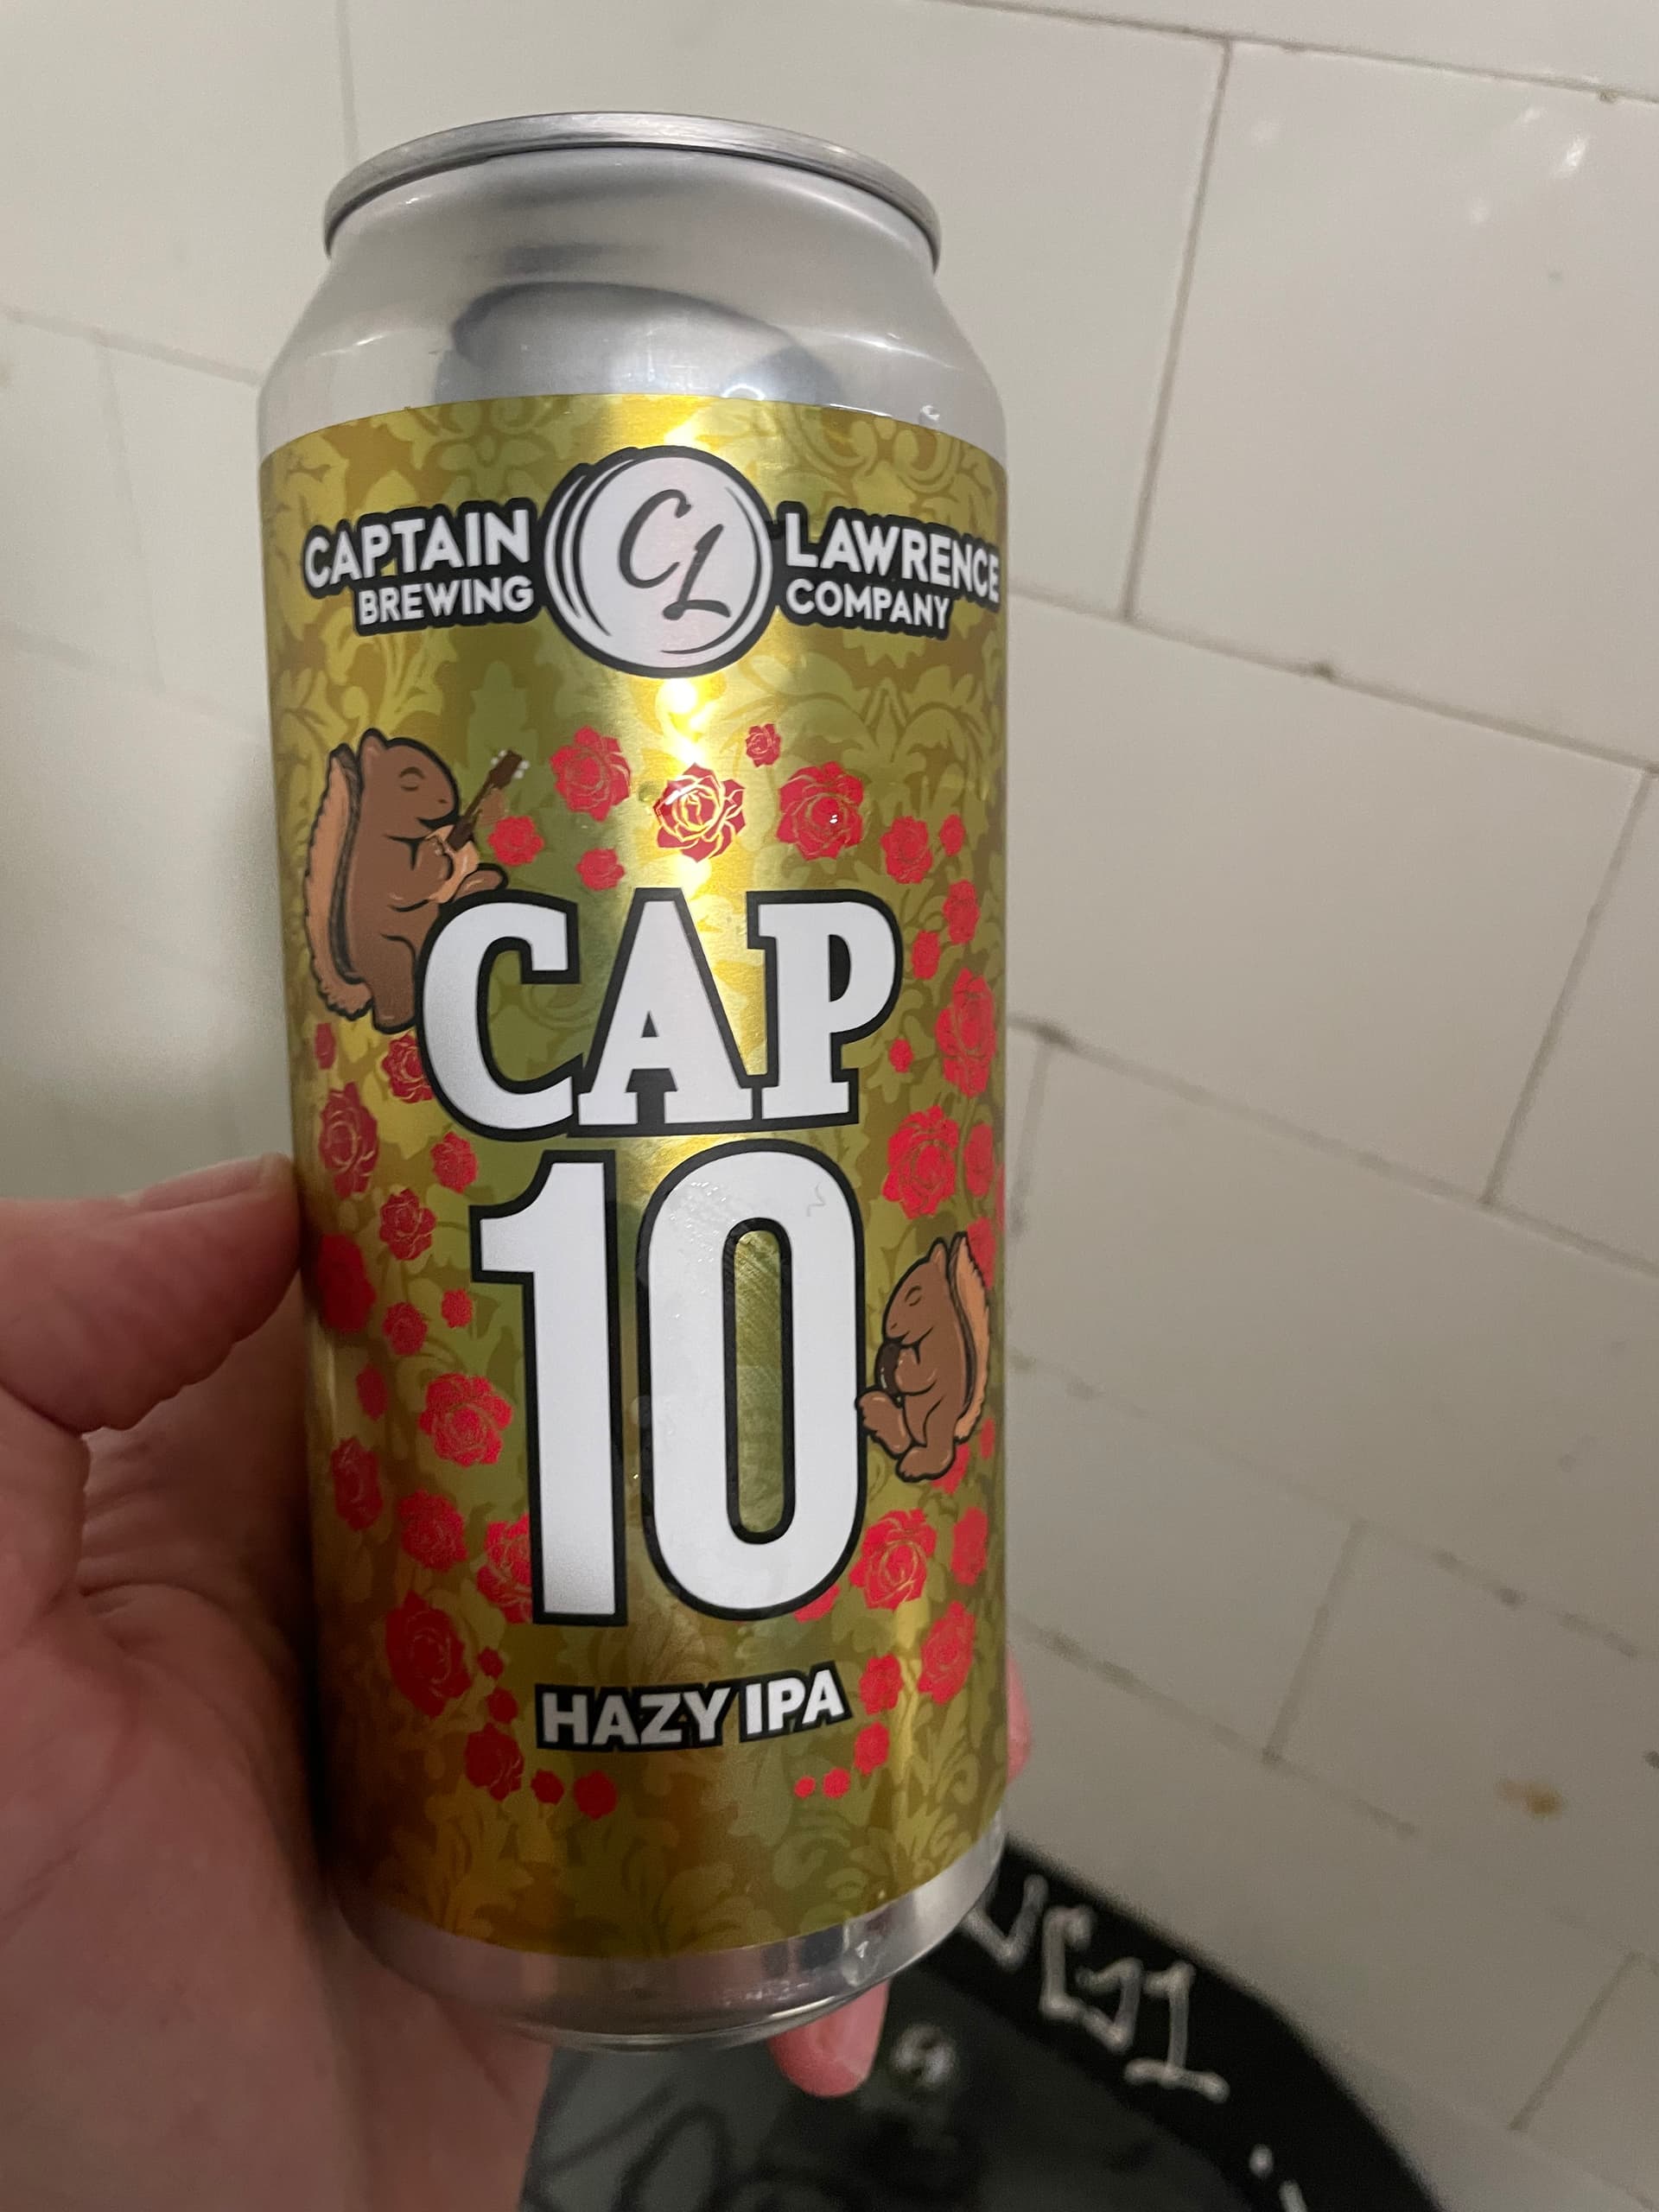 CAPTAIN CL LAWRENCE
BREWING COMPANY
CAP
10
HAZY IPA